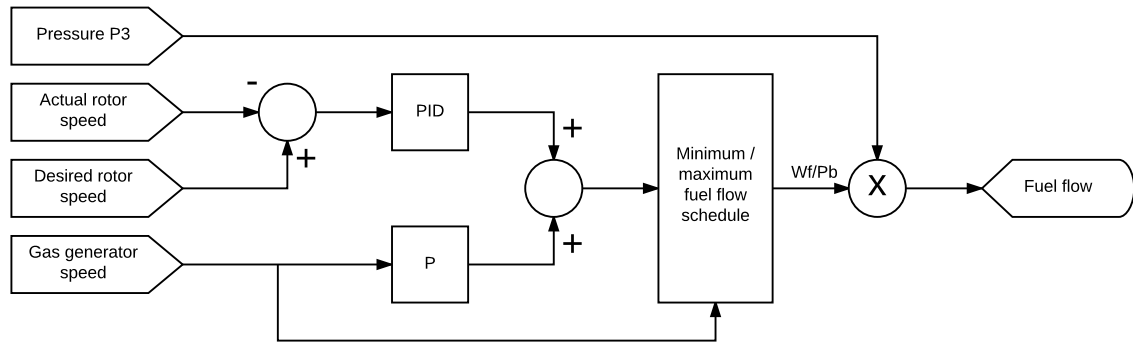 Pressure P3
-
Actual rotor
speed
PID
+
Desired rotor
speed
+
Minimum /
maximum
fuel flow
schedule
Wf/Pb
X
Fuel flow
Gas generator
speed
P
+